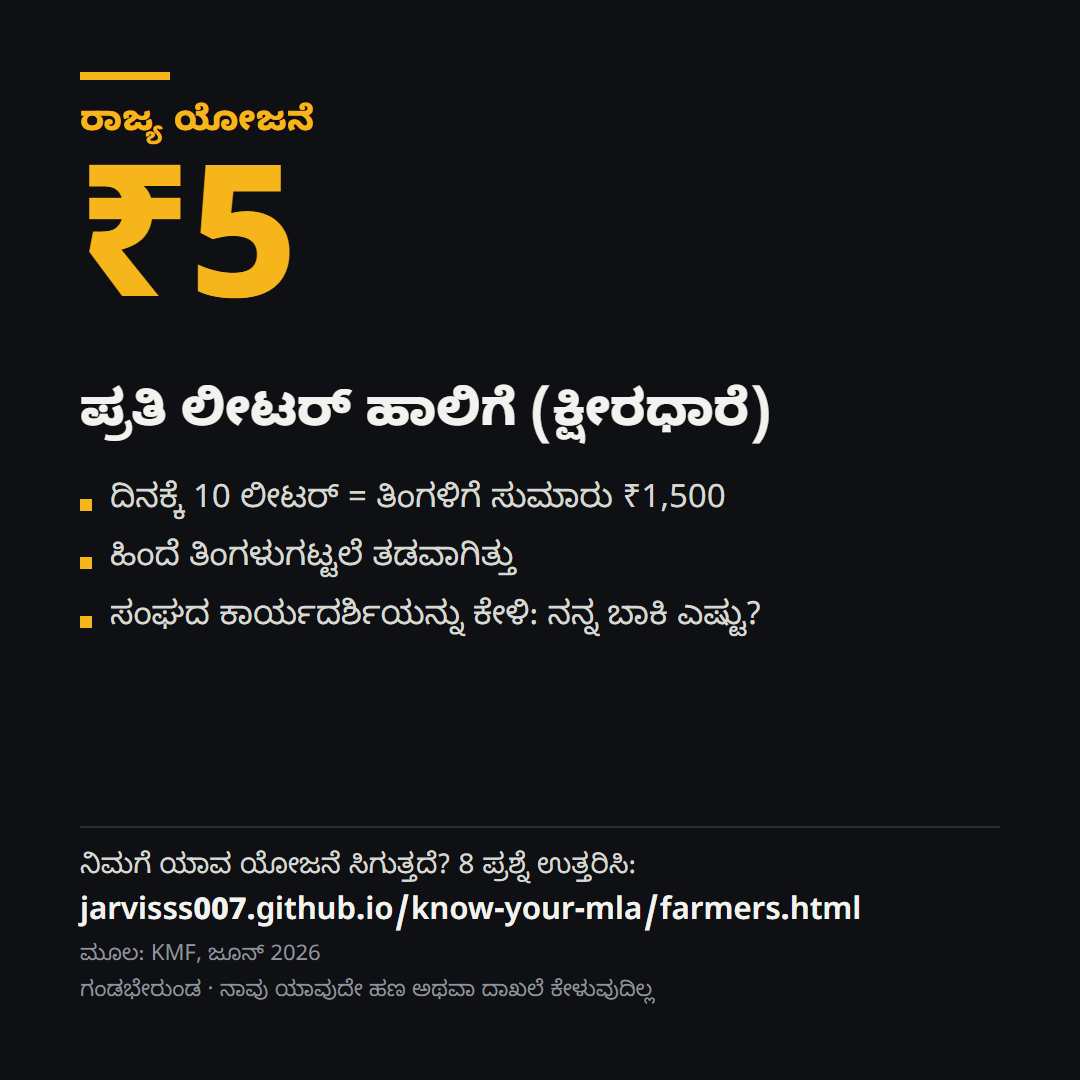 ರಾಜ್ಯ ಯೋಜನೆ
₹5
ಪ್ರತಿ ಲೀಟರ್ ಹಾಲಿಗೆ (ಕ್ಷೀರಧಾರೆ)
ದಿನಕ್ಕೆ 10 ಲೀಟರ್ = ತಿಂಗಳಿಗೆ ಸುಮಾರು ₹1,500
ಹಿಂದೆ ತಿಂಗಳುಗಟ್ಟಲೆ ತಡವಾಗಿತ್ತು
ಸಂಘದ ಕಾರ್ಯದರ್ಶಿಯನ್ನು ಕೇಳಿ: ನನ್ನ ಬಾಕಿ ಎಷ್ಟು?
ನಿಮಗೆ ಯಾವ ಯೋಜನೆ ಸಿಗುತ್ತದೆ? 8 ಪ್ರಶ್ನೆ ಉತ್ತರಿಸಿ:
jarvisss007.github.io/know-your-mla/farmers.html
ಮೂಲ: KMF, ಜೂನ್ 2026
ಗಂಡಭೇರುಂಡ · ನಾವು ಯಾವುದೇ ಹಣ ಅಥವಾ ದಾಖಲೆ ಕೇಳುವುದಿಲ್ಲ